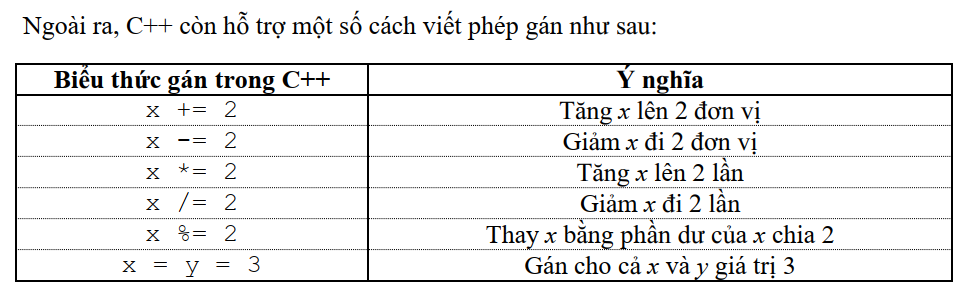 Ngoài ra, C++ còn hỗ trợ một số cách viết phép gán như sau:
Biểu thức gán trong C++ Ý nghĩa
x += 2 Tăng x lên 2 đơn vị
x -= 2 Giảm x đi 2 đơn vị
x *= 2 Tăng x lên 2 lần
x /= 2 Giảm x đi 2 lần
x %= 2 Thay x bằng phần dư của x chia 2
x = y = 3 Gán cho cả x và y giá trị 3